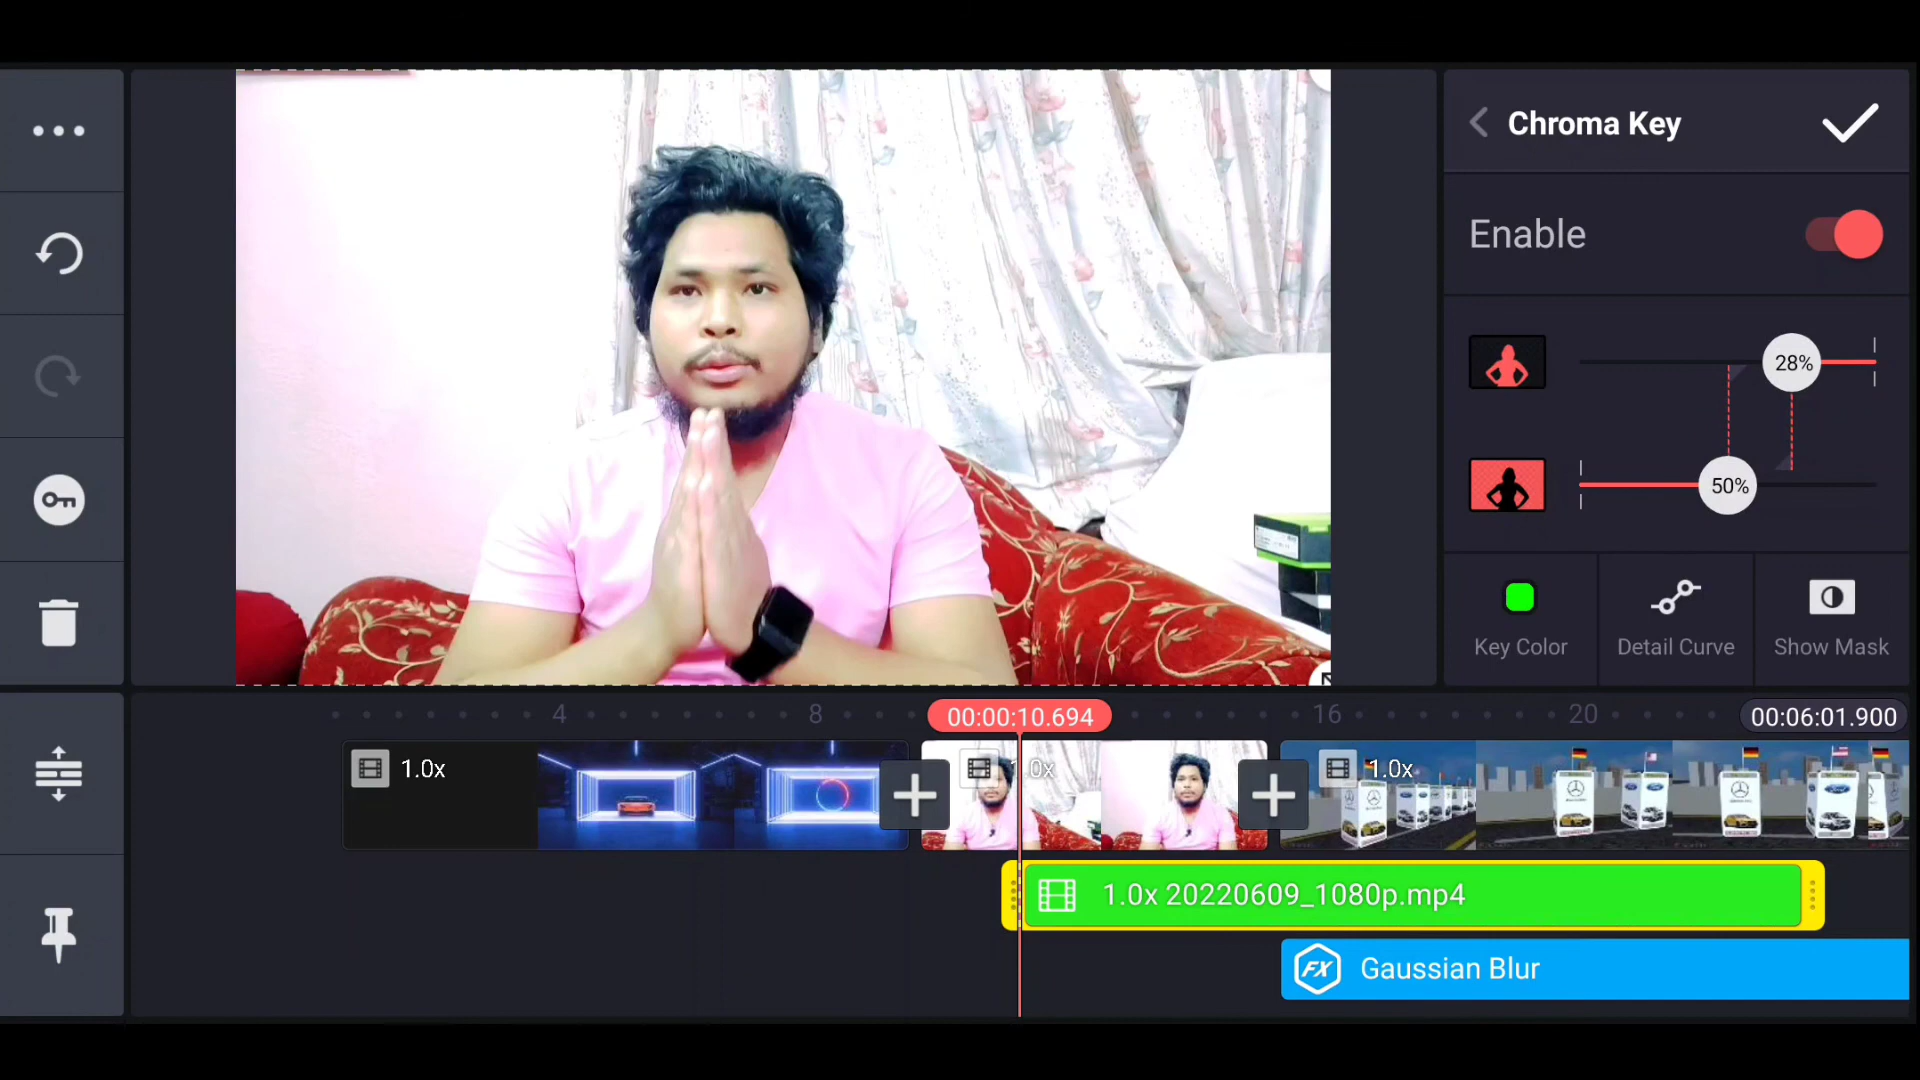 Chroma Key
Enable
28%
50%
Key Color
Detail Curve
Show Mask
4
8
00:00:10.694
16
20
00:06:01.900
1.0x
1.0x
1.0x
1.0x 20220609_1080p.mp4
FX
Gaussian Blur